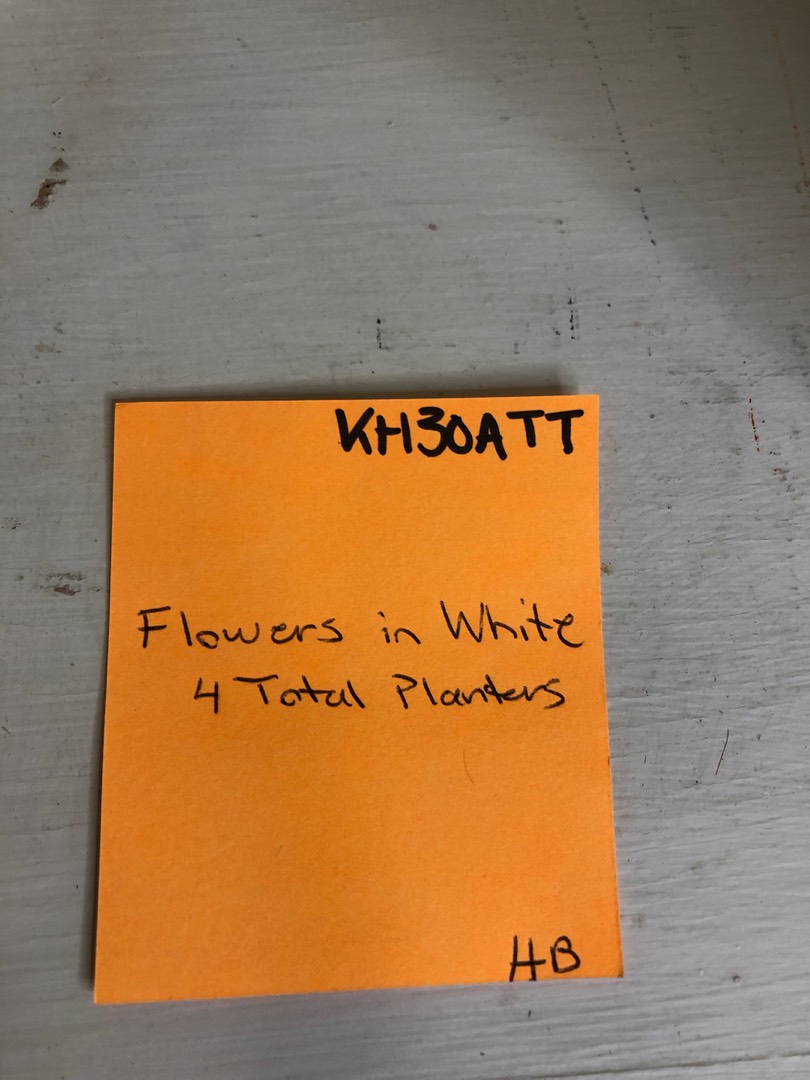 KH30ATT
Flowers in White
4 Total Planters
HB